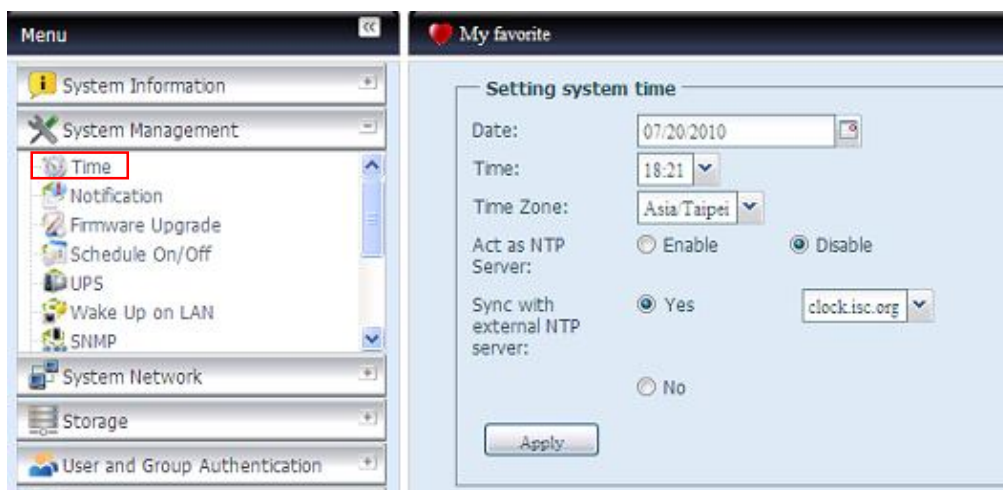 Menu
System Information
System Management
Time
Notification
Firmware Upgrade
Schedule On/Off
UPS
Wake Up on LAN
SNMP
System Network
Storage
User and Group Authentication
My favorite
Setting system time
Date: 07/20/2010
Time: 18:21
Time Zone: Asia/Taipei
Act as NTP Enable Disable
Server:
Sync with Yes clock.isc.org
external NTP
server:
No
Apply